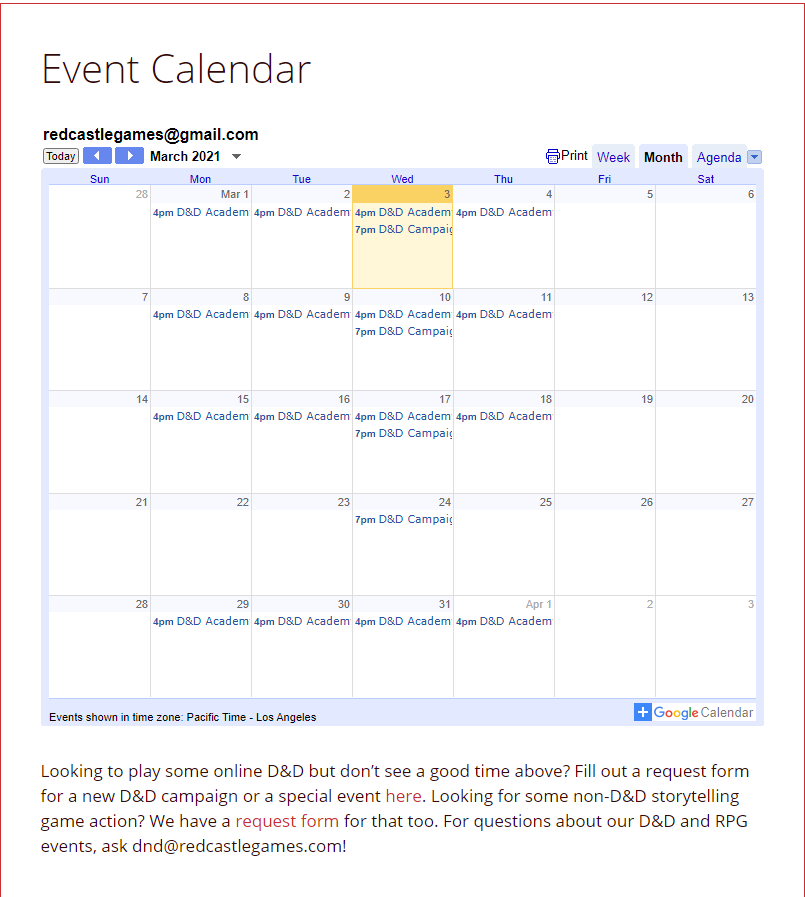 Event Calendar
redcastlegames@gmail.com
Today March 2021 Print Week Month Agenda
Sun Mon Tue Wed Thu Fri Sat
28 Mar 1 2 3 4 5 6
4pm D&D Academ 4pm D&D Academ 4pm D&D Academ 4pm D&D Academ
7pm D&D Campaig
7 8 9 10 11 12 13
4pm D&D Academ 4pm D&D Academ 4pm D&D Academ 4pm D&D Academ
7pm D&D Campaig
14 15 16 17 18 19 20
4pm D&D Academ 4pm D&D Academ 4pm D&D Academ 4pm D&D Academ
7pm D&D Campaig
21 22 23 24 25 26 27
7pm D&D Campaig
28 29 30 31 Apr 1 2 3
4pm D&D Academ 4pm D&D Academ 4pm D&D Academ 4pm D&D Academ
Events shown in time zone: Pacific Time - Los Angeles
Google Calendar
Looking to play some online D&D but don’t see a good time above? Fill out a request form
for a new D&D campaign or a special event here. Looking for some non-D&D storytelling
game action? We have a request form for that too. For questions about our D&D and RPG
events, ask dnd@redcastlegames.com!